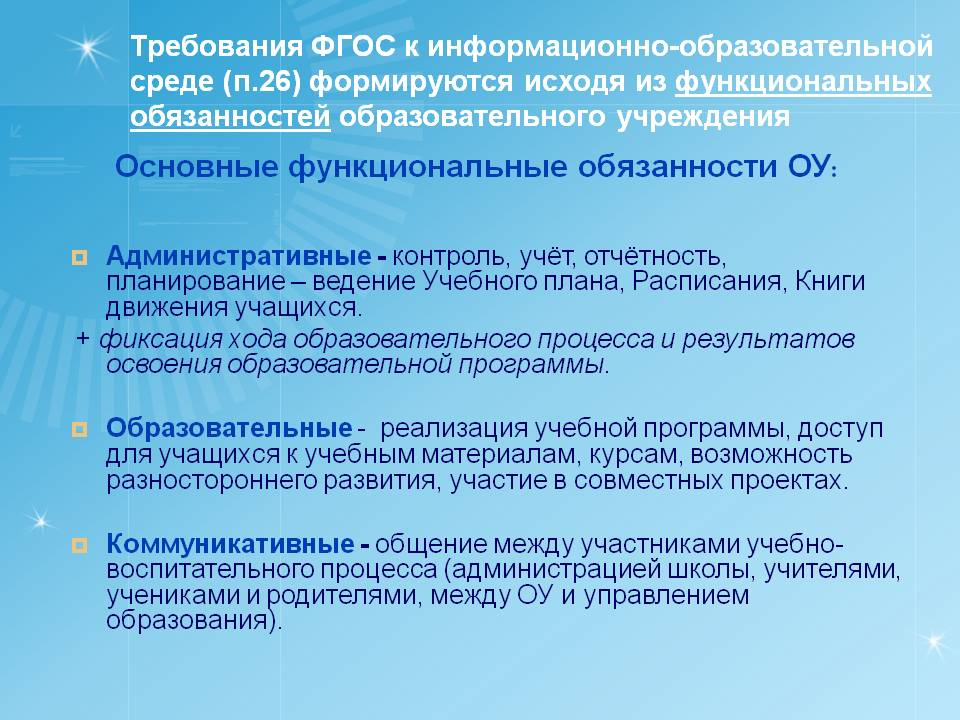 Требования ФГОС к информационно-образовательной
среде (п.26) формируются исходя из функциональных
обязанностей образовательного учреждения
Основные функциональные обязанности ОУ:
Административные - контроль, учёт, отчётность,
планирование – ведение Учебного плана, Расписания, Книги
движения учащихся.
+ фиксация хода образовательного процесса и результатов
освоения образовательной программы.
Образовательные - реализация учебной программы, доступ
для учащихся к учебным материалам, курсам, возможность
разностороннего развития, участие в совместных проектах.
Коммуникативные - общение между участниками учебно-
воспитательного процесса (администрацией школы, учителями,
учениками и родителями, между ОУ и управлением
образования).